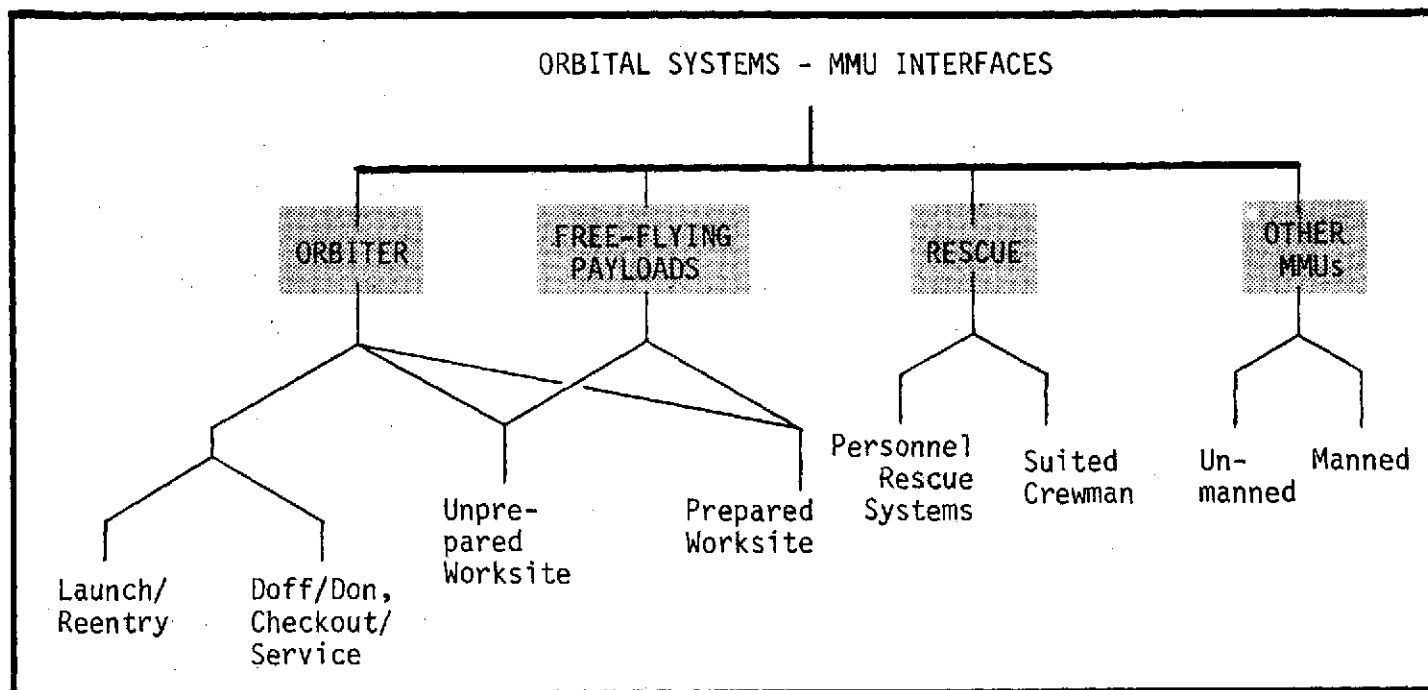 ORBITAL SYSTEMS - MMU INTERFACES
ORBITER
FREE-FLYING
PAYLOADS
RESCUE
OTHER
MMUs
Launch/
Reentry
Doff/Don,
Checkout/
Service
Unpre-
pared
Worksite
Prepared
Worksite
Personnel
Rescue
Systems
Suited
Crewman
Un-
manned
Manned